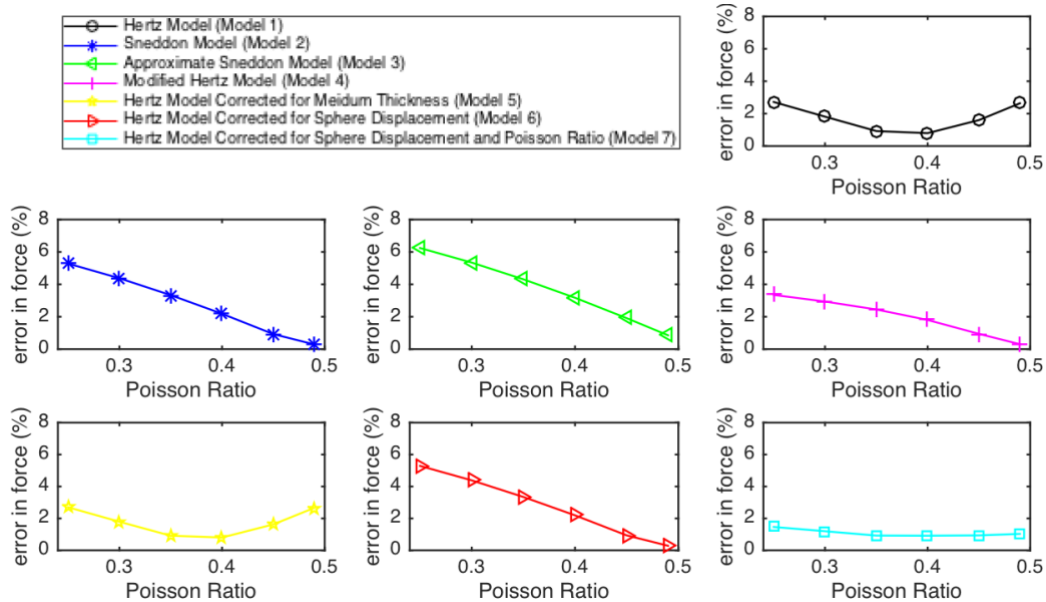 Hertz Model (Model 1)
Sneddon Model (Model 2)
Approximate Sneddon Model (Model 3)
Modified Hertz Model (Model 4)
Hertz Model Corrected for Meidum Thickness (Model 5)
Hertz Model Corrected for Sphere Displacement (Model 6)
Hertz Model Corrected for Sphere Displacement and Poisson Ratio (Model 7)
error in force (%)
8
6
4
2
0
0.3 0.4 0.5
Poisson Ratio
error in force (%)
8
6
4
2
0
0.3 0.4 0.5
Poisson Ratio
error in force (%)
8
6
4
2
0
0.3 0.4 0.5
Poisson Ratio
error in force (%)
8
6
4
2
0
0.3 0.4 0.5
Poisson Ratio
error in force (%)
8
6
4
2
0
0.3 0.4 0.5
Poisson Ratio
error in force (%)
8
6
4
2
0
0.3 0.4 0.5
Poisson Ratio
error in force (%)
8
6
4
2
0
0.3 0.4 0.5
Poisson Ratio